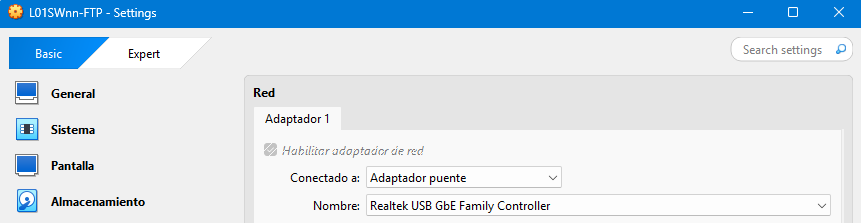 L01SWnn-FTP - Settings
Basic Expert Search settings
General
Sistema
Pantalla
Almacenamiento
Red
Adaptador 1
Habilitar adaptador de red
Conectado a: Adaptador puente
Nombre: Realtek USB GbE Family Controller